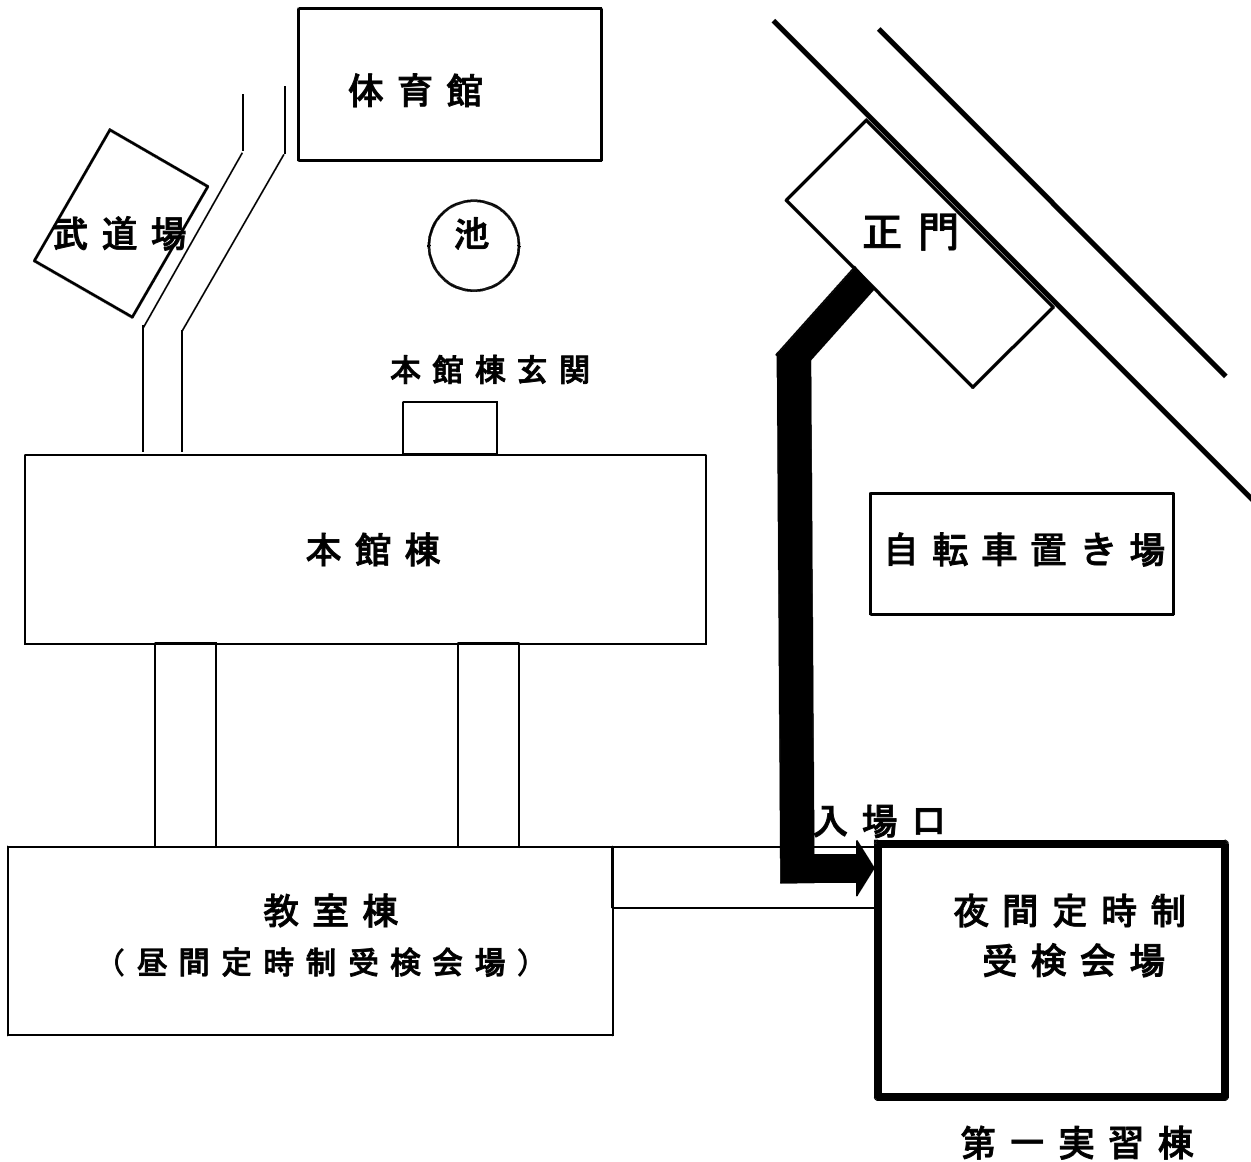 体育館
武道場
池
正門
本館棟玄関
本館棟
自転車置き場
入場口
教室棟
（昼間定時制受検会場）
夜間定時制
受検会場
第一実習棟